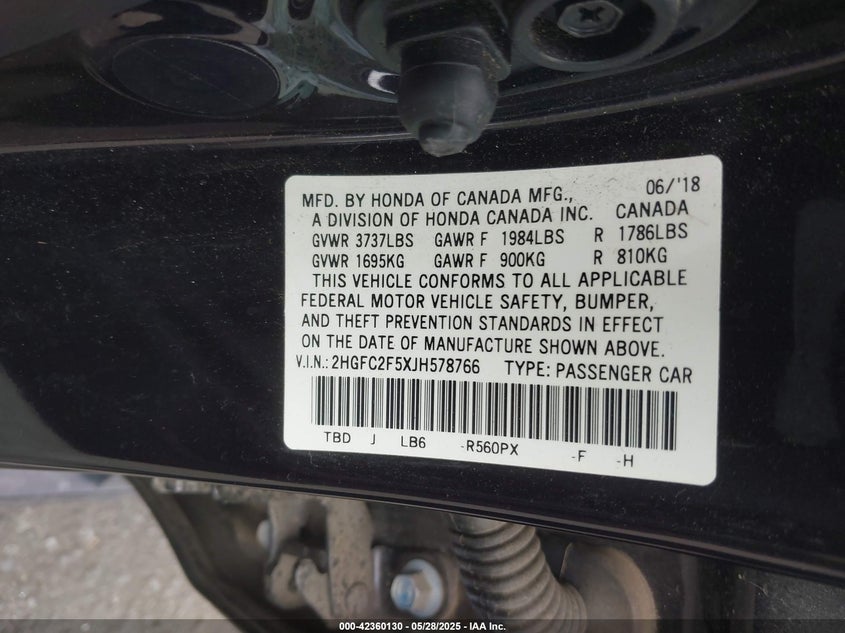 MFD. BY HONDA OF CANADA MFG., 06/'18
A DIVISION OF HONDA CANADA INC. CANADA
GVWR 3737LBS GAWR F 1984LBS R 1786LBS
GVWR 1695KG GAWR F 900KG R 810KG
THIS VEHICLE CONFORMS TO ALL APPLICABLE
FEDERAL MOTOR VEHICLE SAFETY, BUMPER,
AND THEFT PREVENTION STANDARDS IN EFFECT
ON THE DATE OF MANUFACTURE SHOWN ABOVE.
V.I.N.: 2HGFC2F5XJH578766 TYPE: PASSENGER CAR
TBD J LB6 -R560PX -F -H
000-42360130 - 05/28/2025 - IAA Inc.